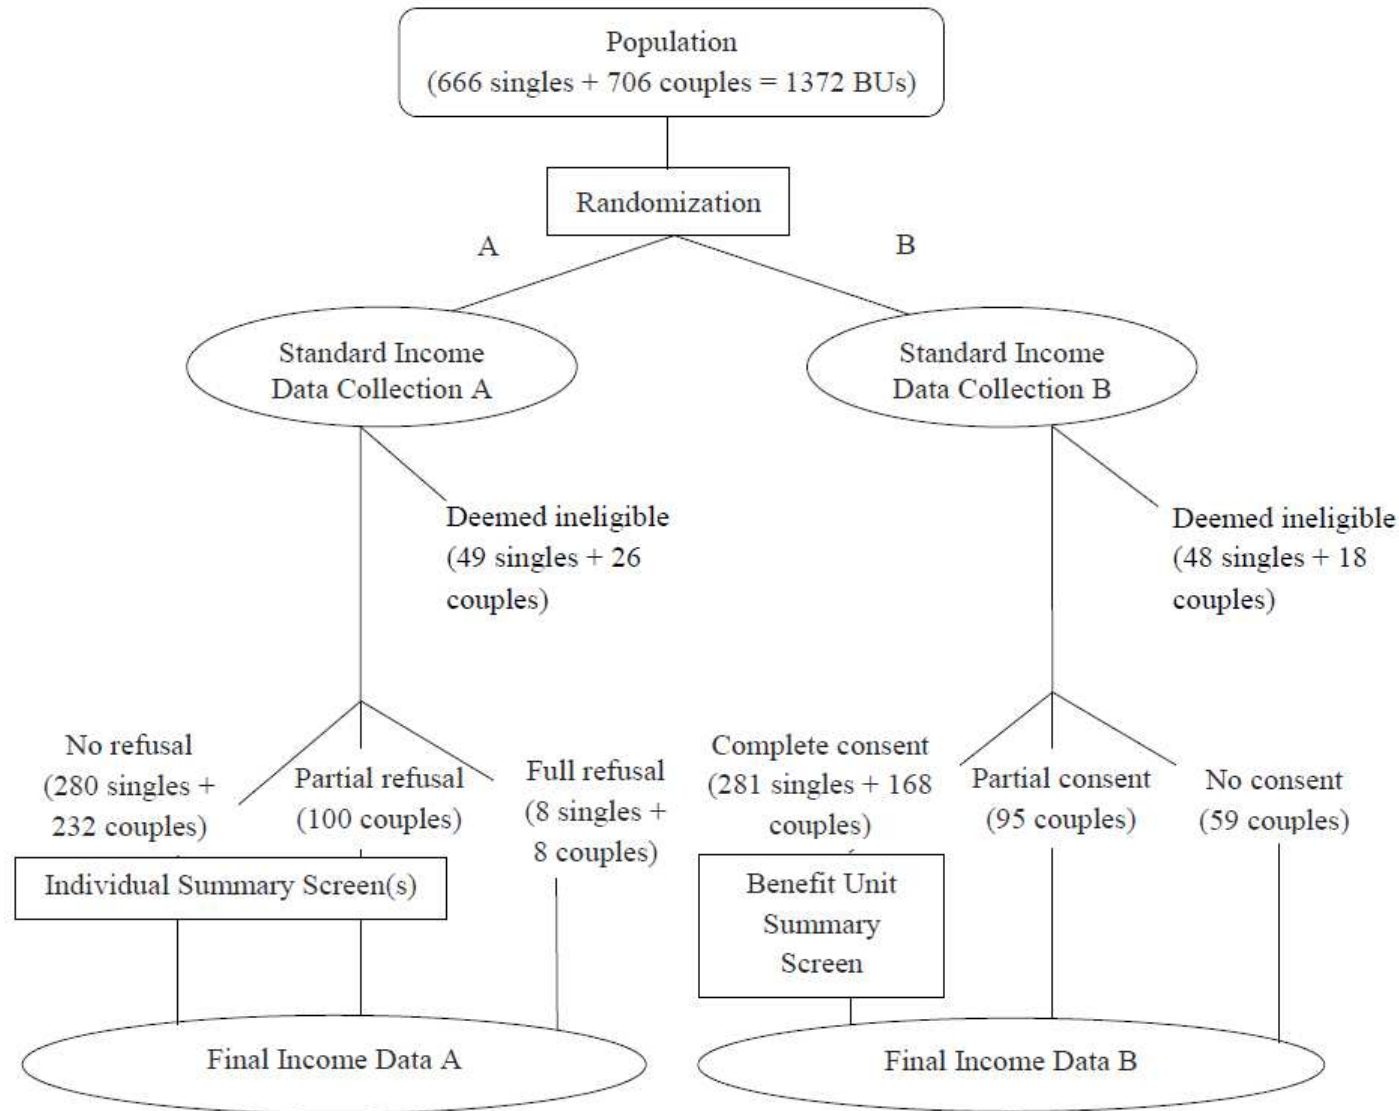 Population
(666 singles + 706 couples = 1372 BUs)
Randomization
A
B
Standard Income
Data Collection A
Standard Income
Data Collection B
Deemed ineligible
(49 singles + 26
couples)
Deemed ineligible
(48 singles + 18
couples)
No refusal
(280 singles +
232 couples)
Partial refusal
(100 couples)
Full refusal
(8 singles +
8 couples)
Complete consent
(281 singles + 168
couples)
Partial consent
(95 couples)
No consent
(59 couples)
Individual Summary Screen(s)
Benefit Unit
Summary
Screen
Final Income Data A
Final Income Data B